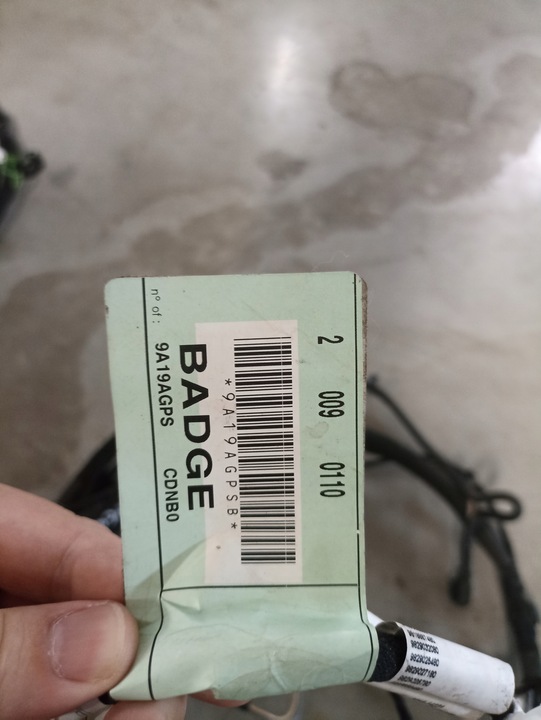 2 009 0110
*9A19AGPSB*
BADGE
n° of : 9A19AGPS CDNB0